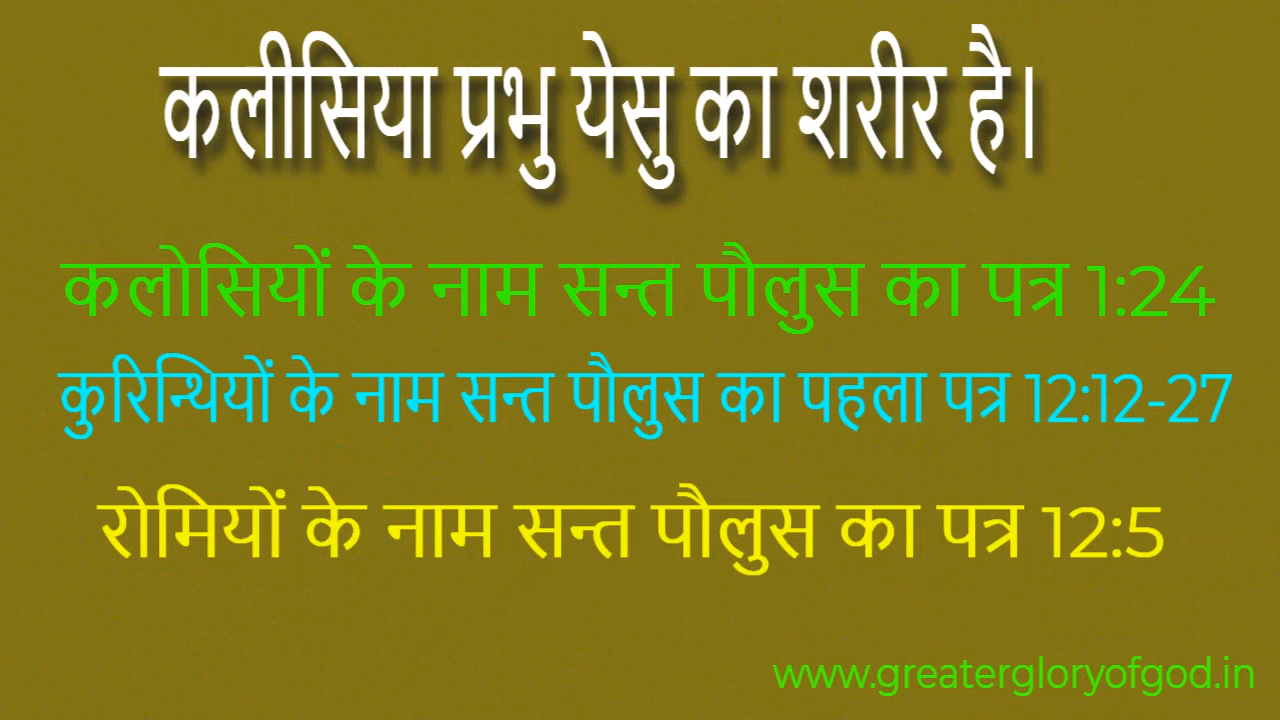 कलीसिया प्रभु येसु का शरीर है।
कलोसियों के नाम सन्त पौलुस का पत्र 1:24
कुरिन्थियों के नाम सन्त पौलुस का पहला पत्र 12:12-27
रोमियों के नाम सन्त पौलुस का पत्र 12:5
www.greatergloryofgod.in